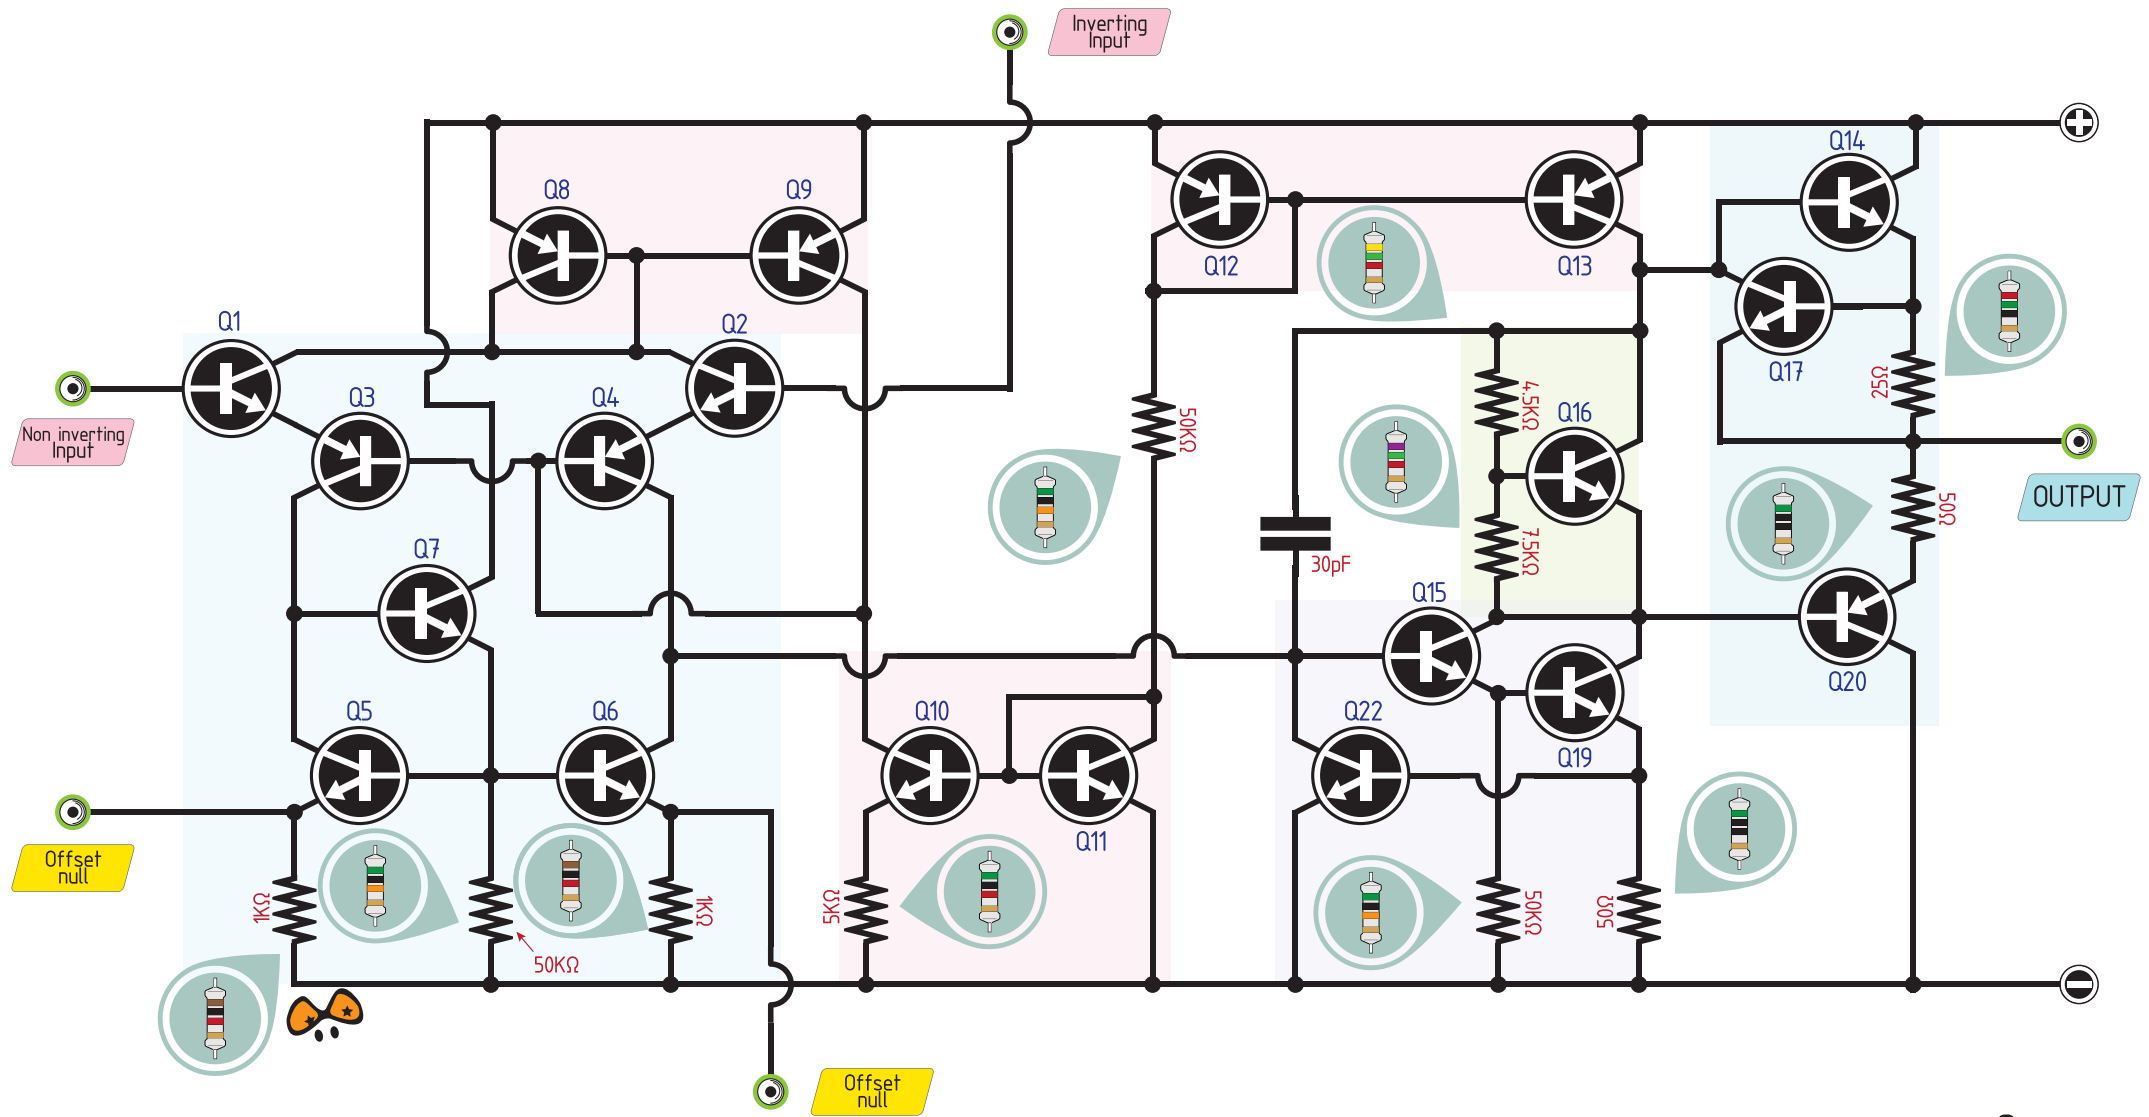 Inverting
Input
Q14
Q8
Q9
Q12
Q13
Q1
Q2
Q17
25Ω
Q3
Q4
4.5KΩ
Q16
50KΩ
Non inverting
Input
OUTPUT
50Ω
Q7
7.5KΩ
30pF
Q15
Q20
Q5
Q6
Q10
Q22
Q19
Q11
Offset
null
1KΩ
1KΩ
5KΩ
50KΩ
50Ω
50KΩ
Offset
null